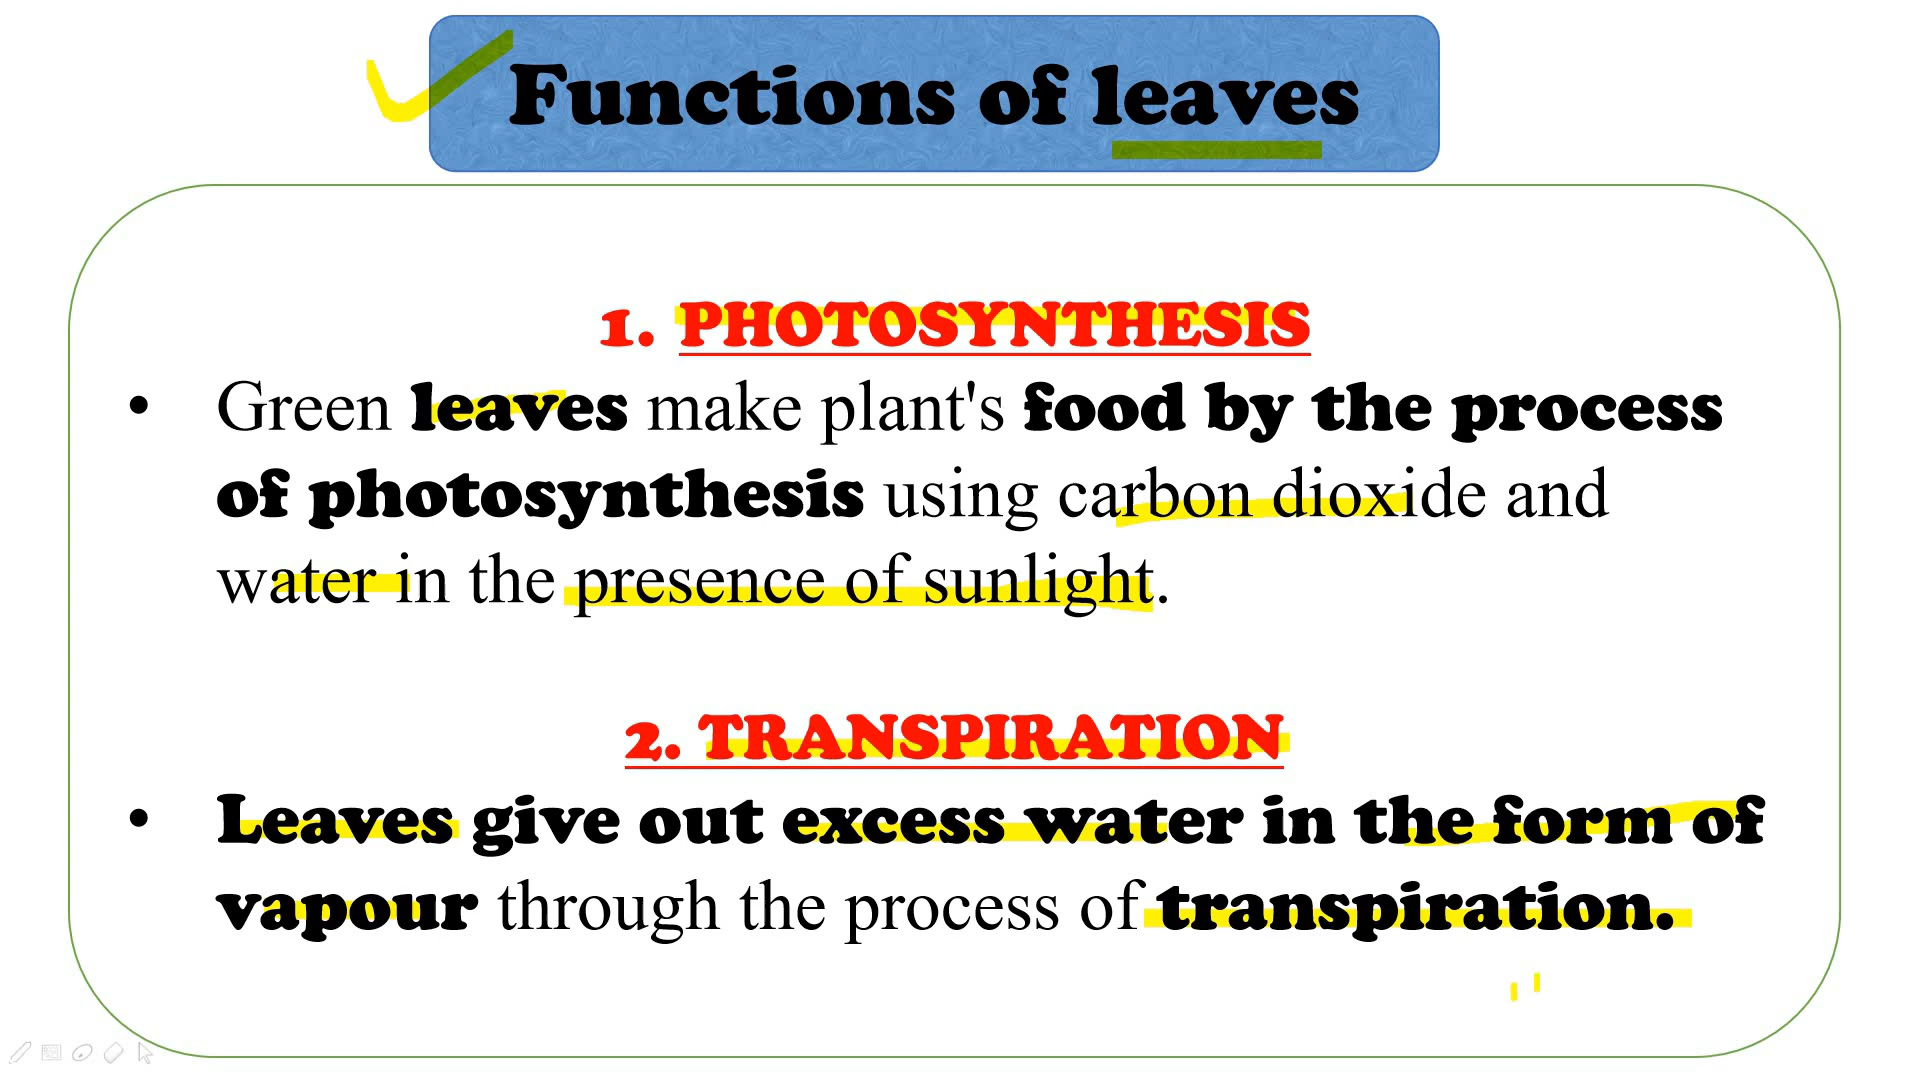 Functions of leaves
1. PHOTOSYNTHESIS
• Green leaves make plant's food by the process
of photosynthesis using carbon dioxide and
water in the presence of sunlight.
2. TRANSPIRATION
• Leaves give out excess water in the form of
vapour through the process of transpiration.